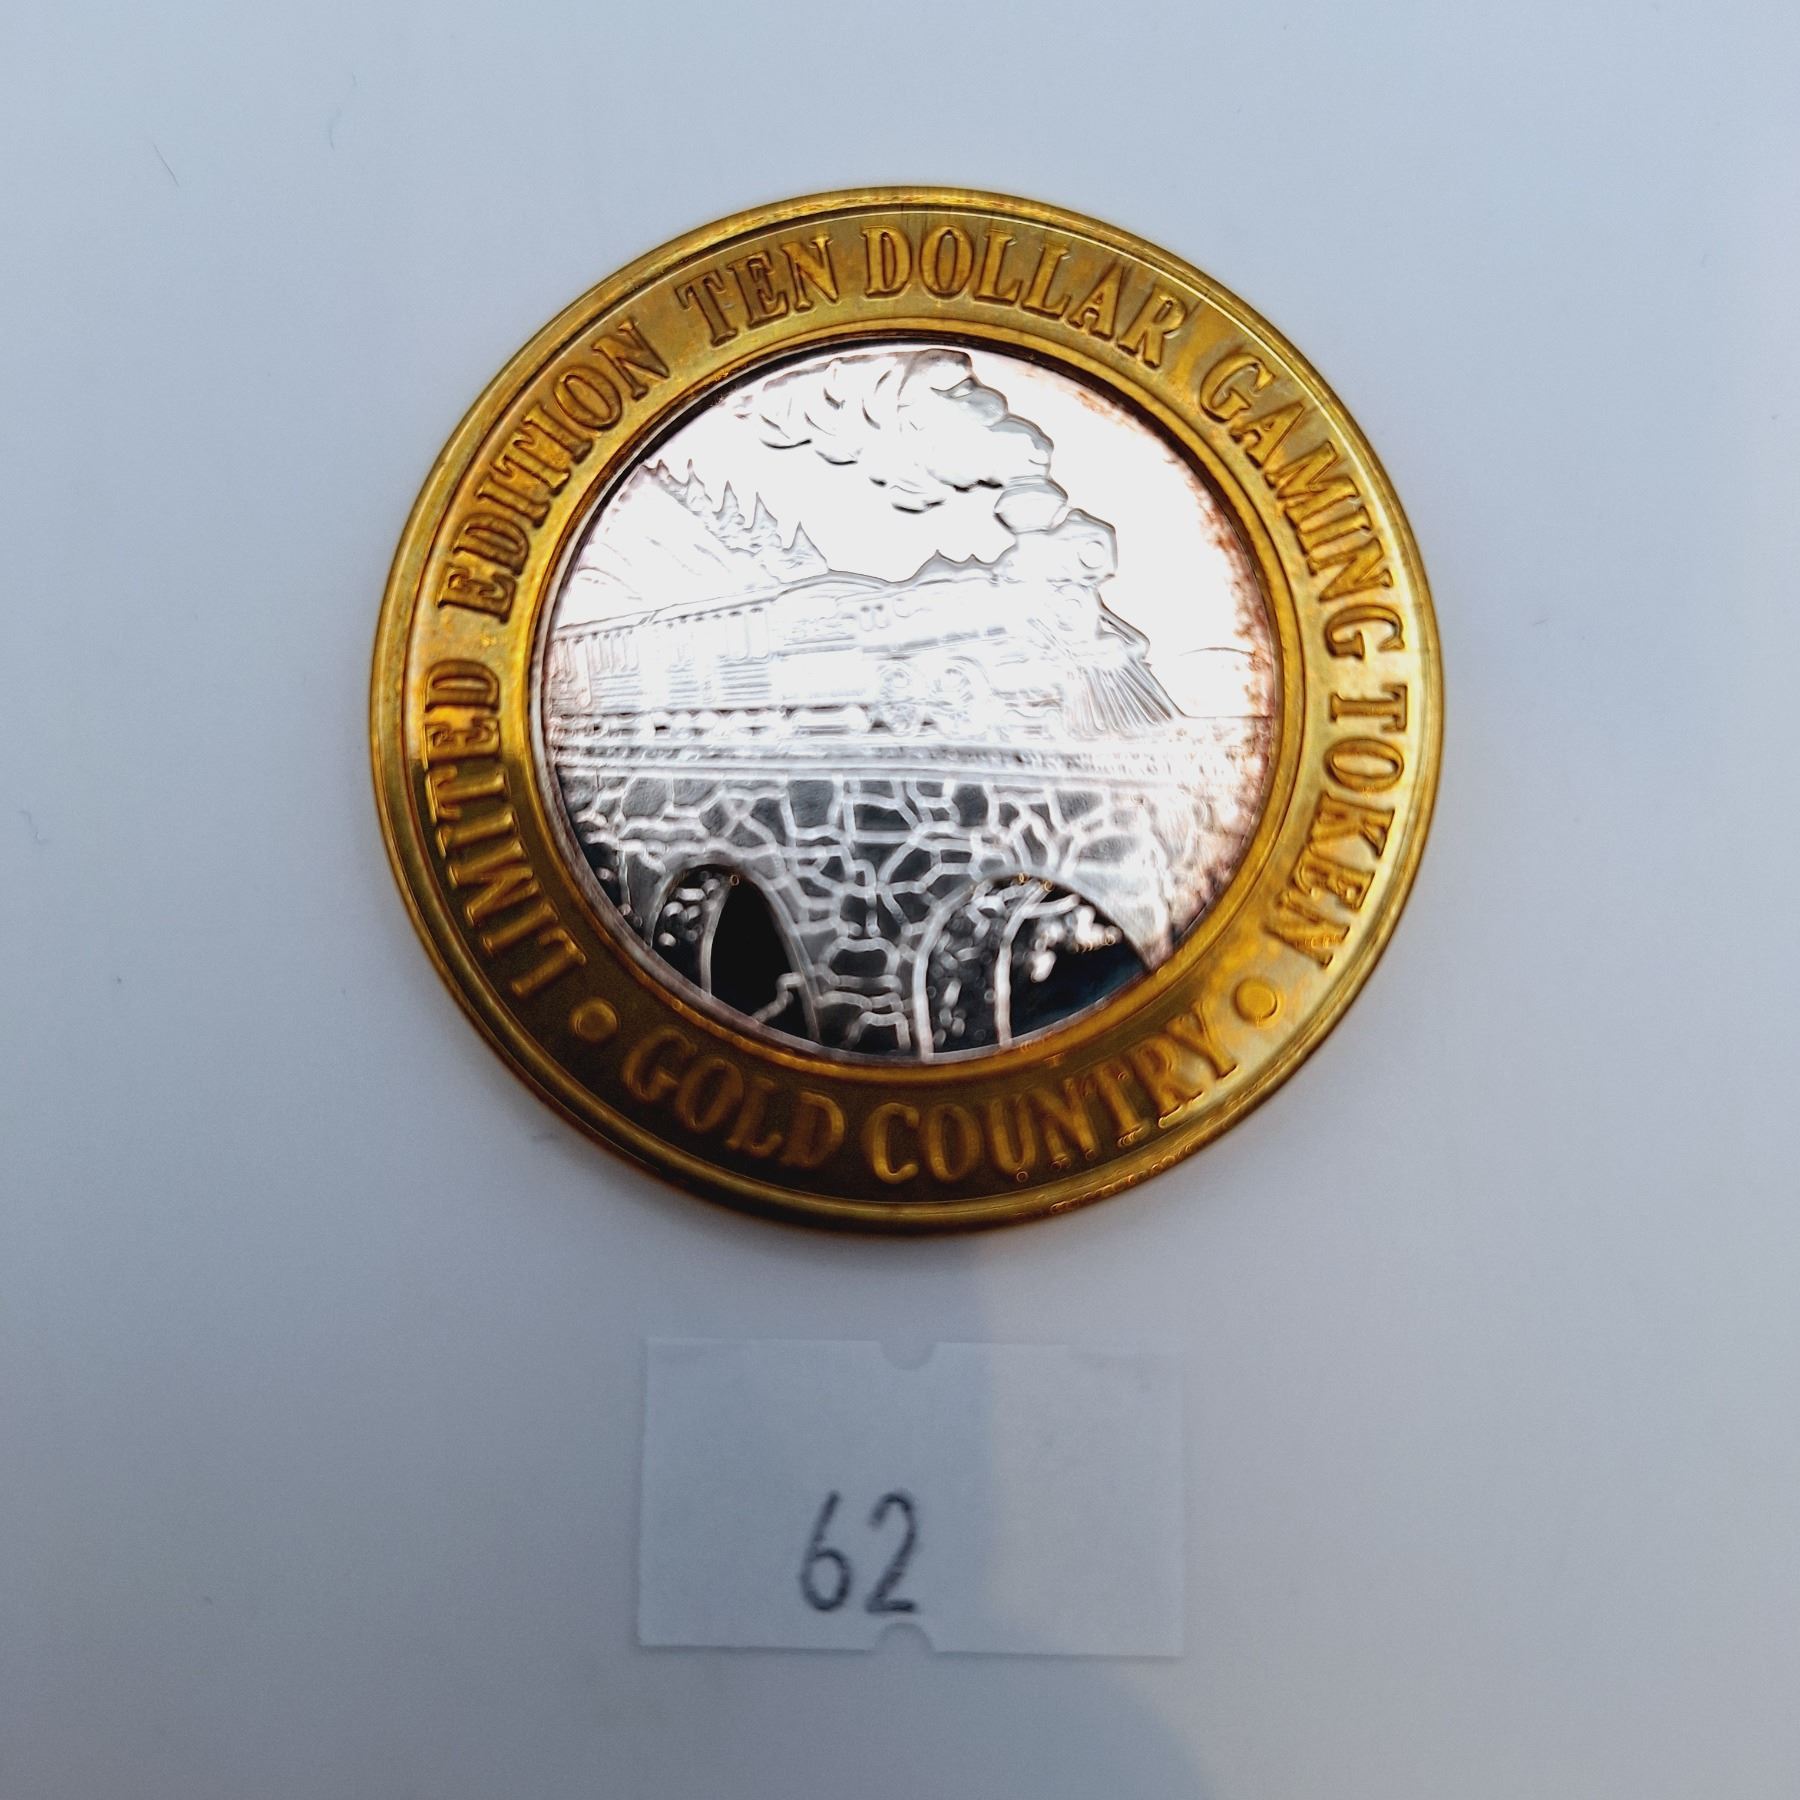 LIMITED EDITION TEN DOLLAR GAMING TOKEN
• GOLD COUNTRY •
62